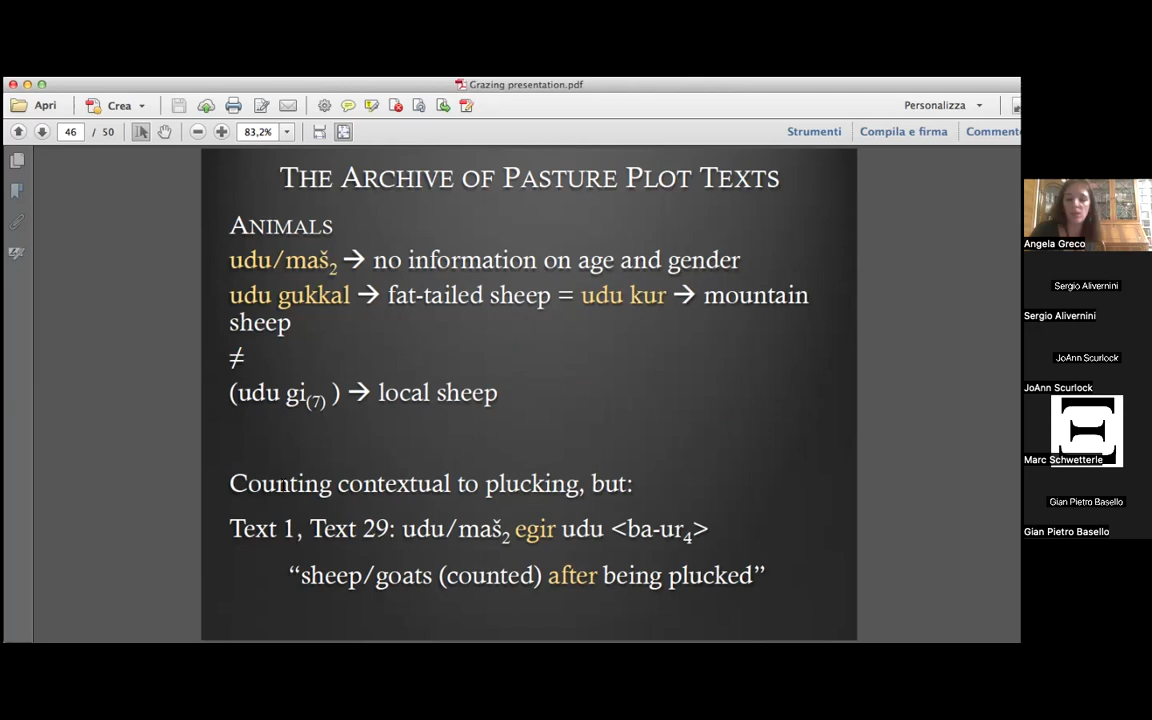 Grazing presentation.pdf
Apri
Crea
46 / 50
83,2%
Personalizza
Strumenti
Compila e firma
Comment
THE ARCHIVE OF PASTURE PLOT TEXTS
ANIMALS
udu/maš₂ → no information on age and gender
udu gukkal → fat-tailed sheep = udu kur → mountain
sheep
≠
(udu gi₍₇₎ ) → local sheep
Counting contextual to plucking, but:
Text 1, Text 29: udu/maš₂ egir udu <ba-ur₄>
“sheep/goats (counted) after being plucked”
Angela Greco
Sergio Alivernini
Sergio Alivernini
JoAnn Scurlock
JoAnn Scurlock
Marc Schwetterle
Gian Pietro Basello
Gian Pietro Basello